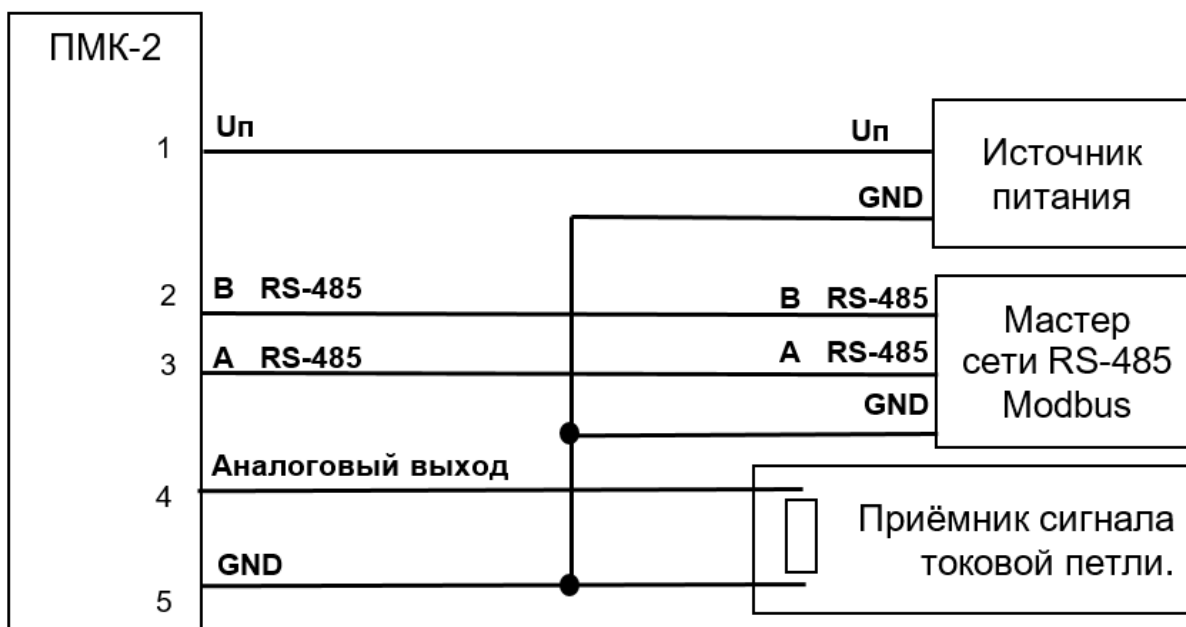 ПМК-2
1
Uп
Uп
Источник
питания
GND
2
B RS-485
B RS-485
Мастер
сети RS-485
Modbus
3
A RS-485
A RS-485
GND
4
Аналоговый выход
Приёмник сигнала
токовой петли.
5
GND